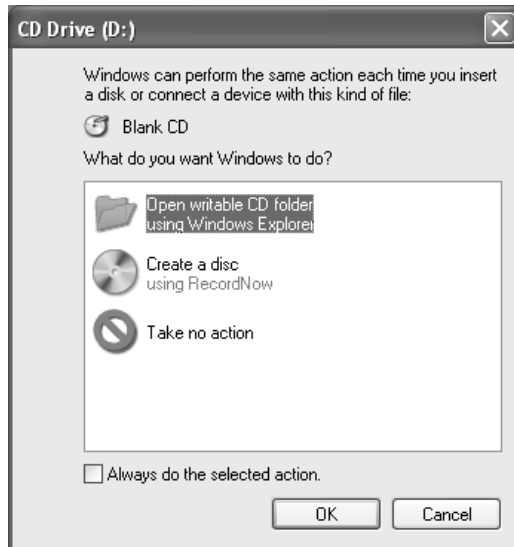 CD Drive (D:)
Windows can perform the same action each time you insert
a disk or connect a device with this kind of file:
Blank CD
What do you want Windows to do?
Open writable CD folder
using Windows Explorer
Create a disc
using RecordNow
Take no action
Always do the selected action.
OK
Cancel